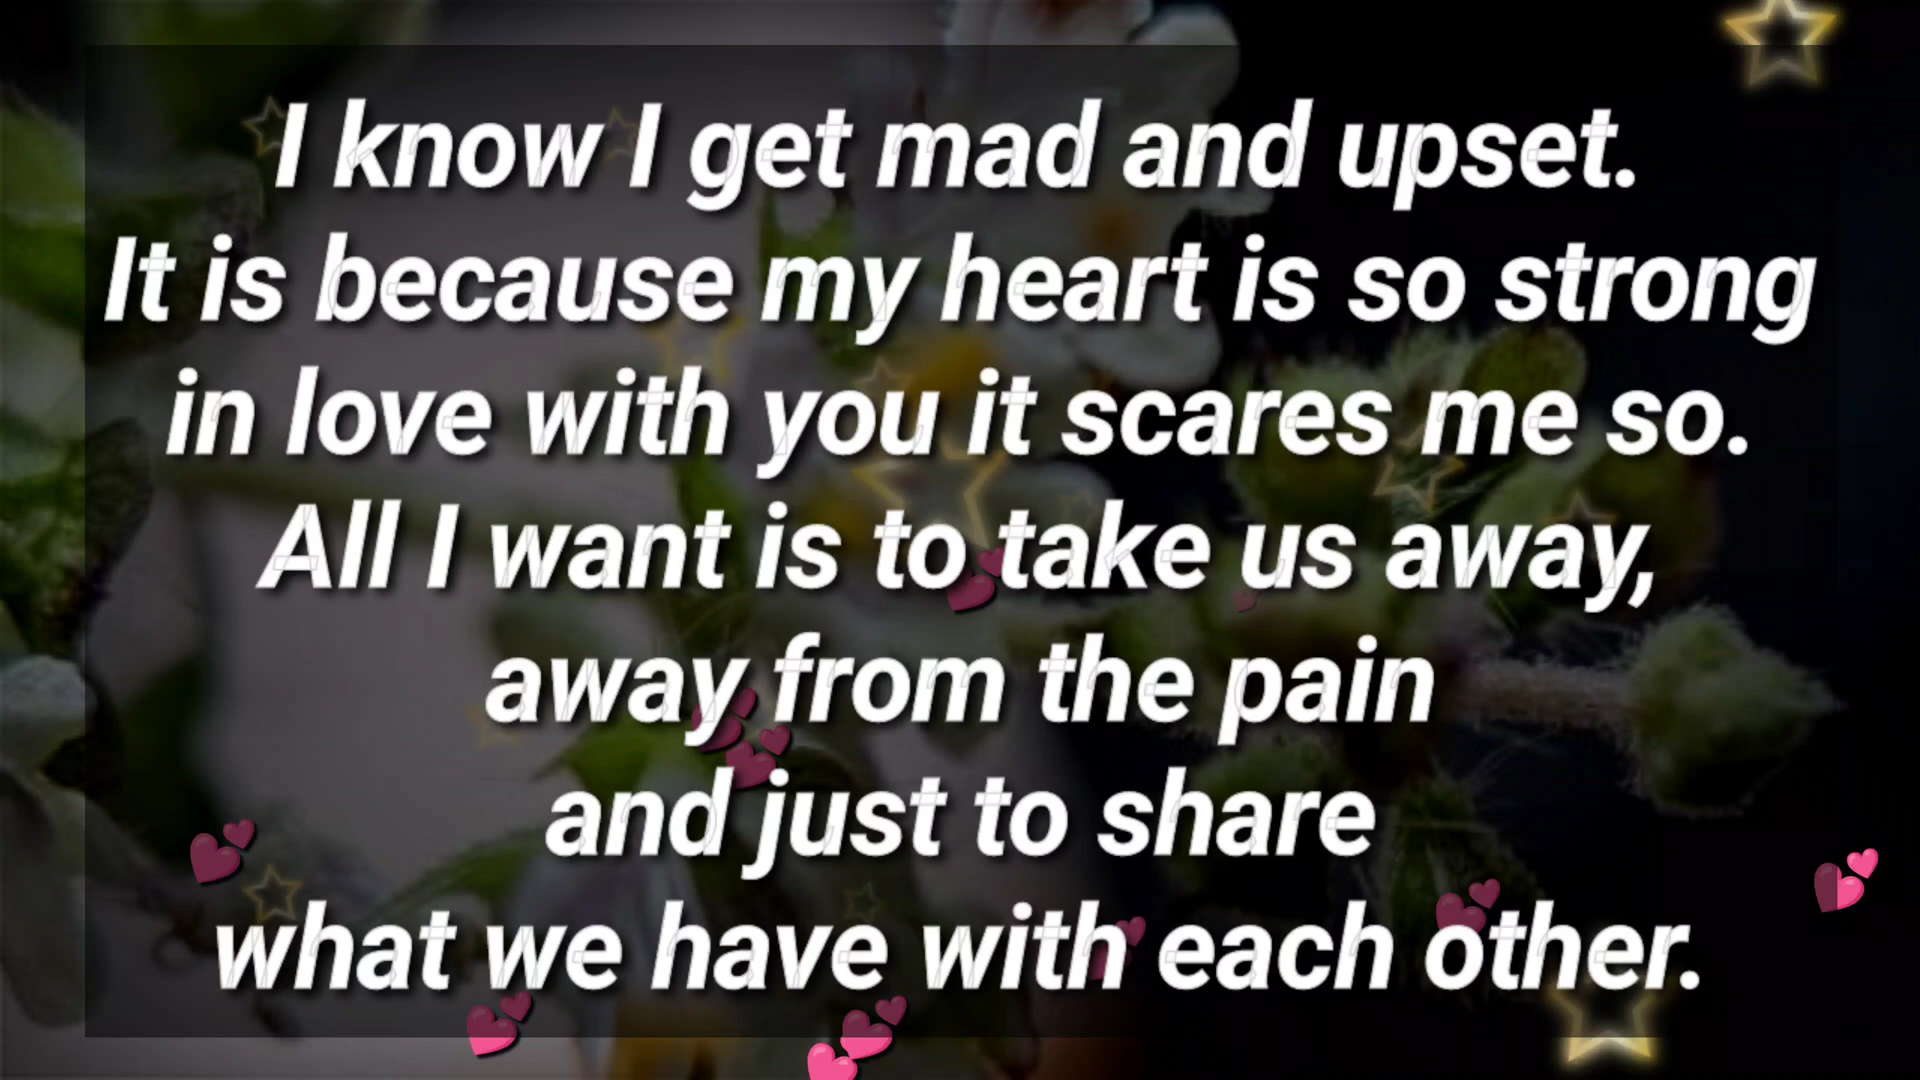 I know I get mad and upset.
It is because my heart is so strong
in love with you it scares me so.
All I want is to take us away,
away from the pain
and just to share
what we have with each other.